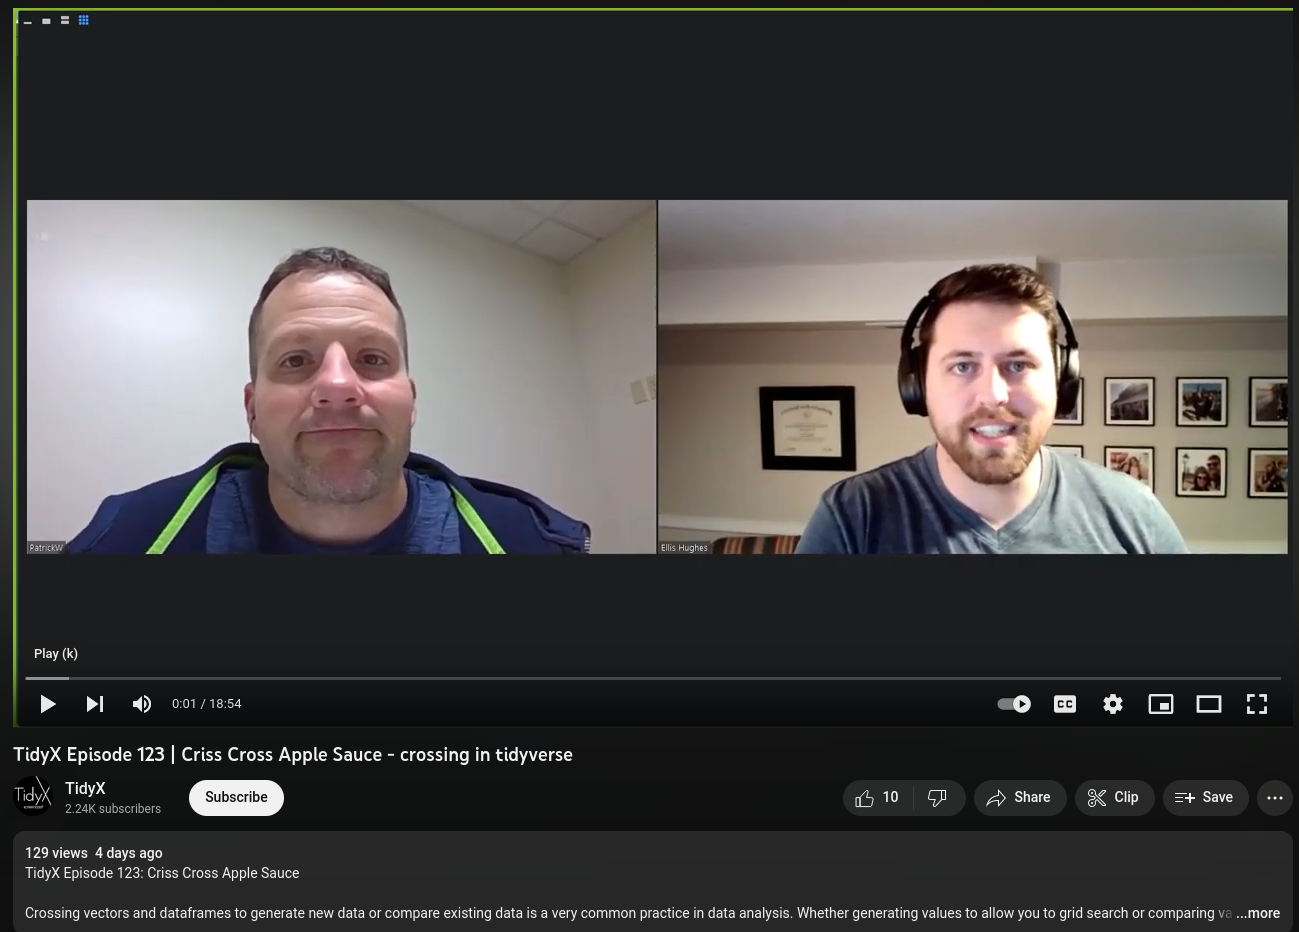 PatrickW
Ellis Hughes
Play (k)
0:01 / 18:54
CC
TidyX Episode 123 | Criss Cross Apple Sauce - crossing in tidyverse
TidyX
TidyX
2.24K subscribers
Subscribe
10
Share
Clip
Save
129 views 4 days ago
TidyX Episode 123: Criss Cross Apple Sauce
Crossing vectors and dataframes to generate new data or compare existing data is a very common practice in data analysis. Whether generating values to allow you to grid search or comparing va ...more